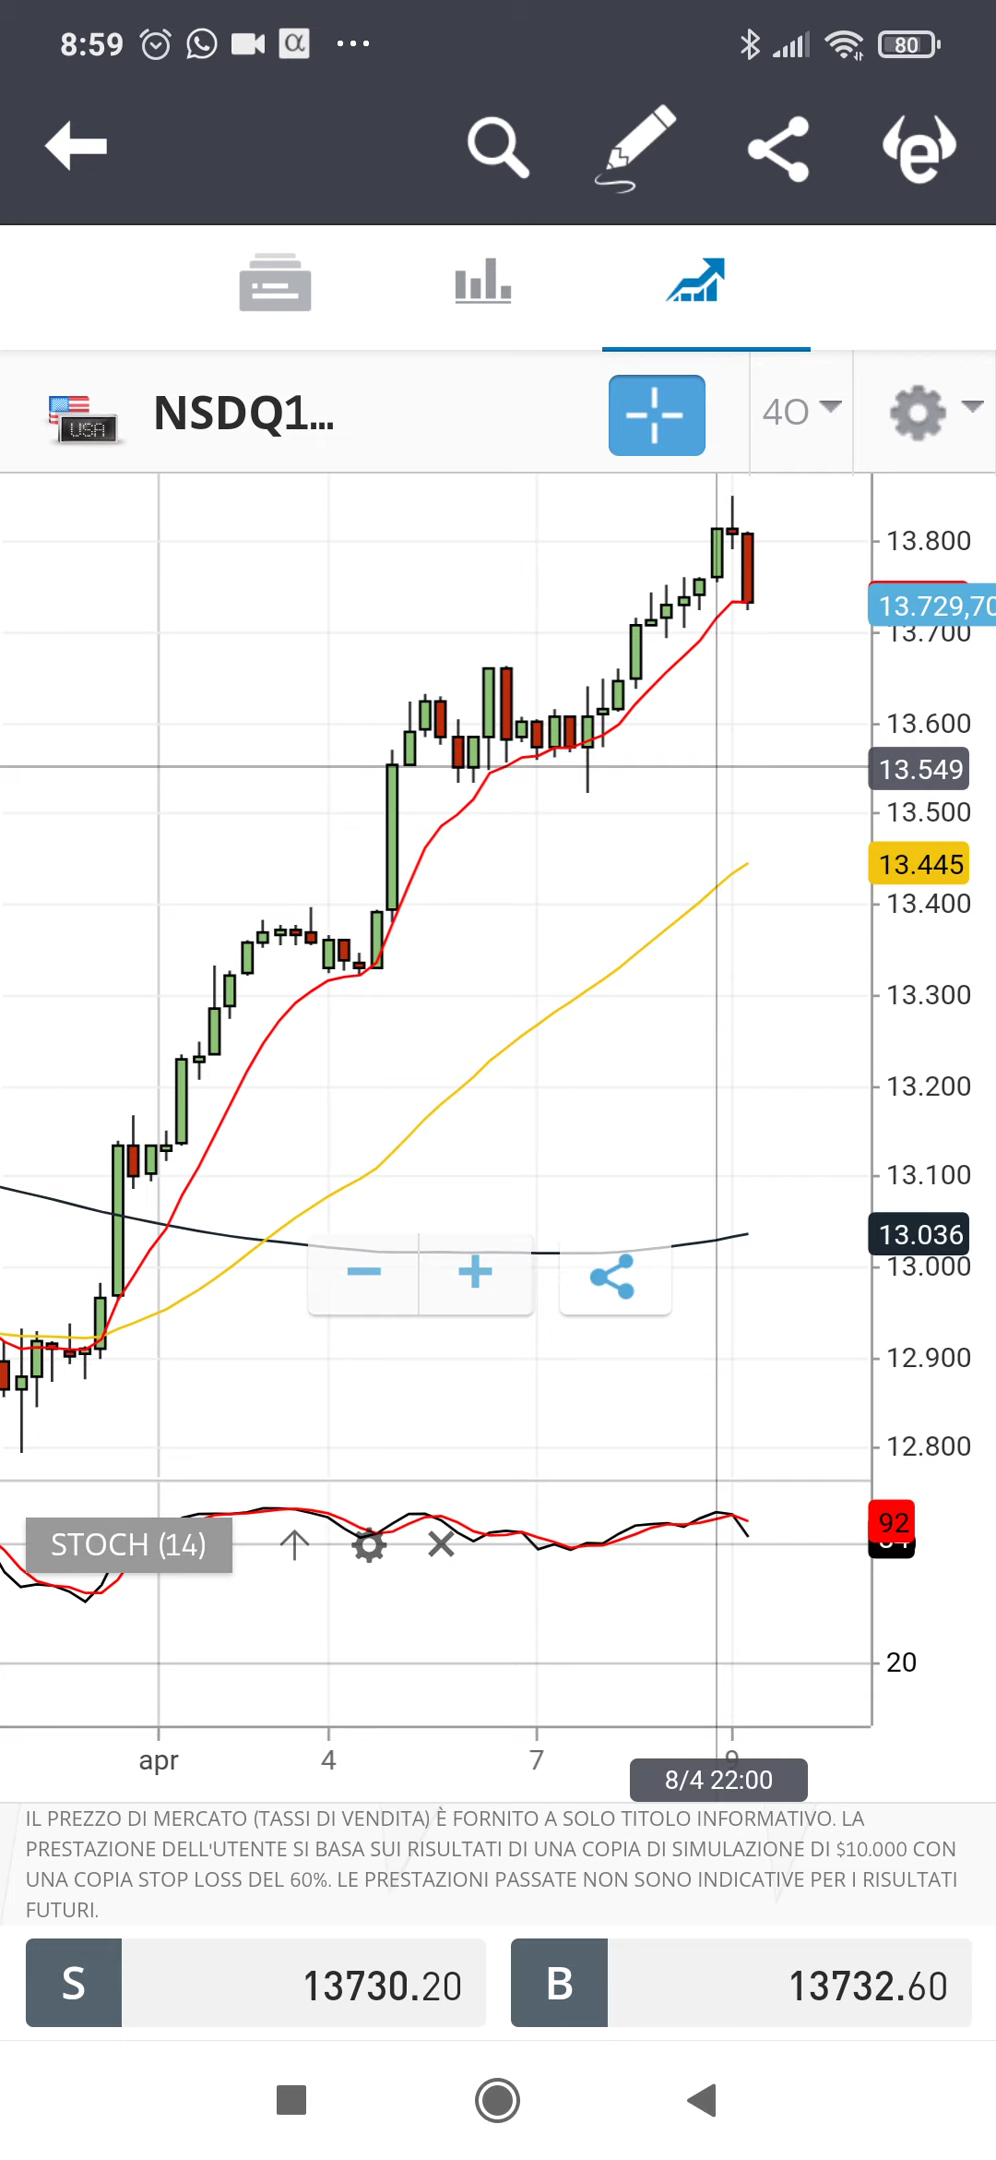 8:59
80
USA NSDQ1... 4O
13.800
13.729,70
13.700
13.600
13.549
13.500
13.445
13.400
13.300
13.200
13.100
13.036
13.000
12.900
12.800
STOCH (14)
92
20
apr 4 7 9
8/4 22:00
IL PREZZO DI MERCATO (TASSI DI VENDITA) È FORNITO A SOLO TITOLO INFORMATIVO. LA
PRESTAZIONE DELL'UTENTE SI BASA SUI RISULTATI DI UNA COPIA DI SIMULAZIONE DI $10.000 CON
UNA COPIA STOP LOSS DEL 60%. LE PRESTAZIONI PASSATE NON SONO INDICATIVE PER I RISULTATI
FUTURI.
S 13730.20 B 13732.60